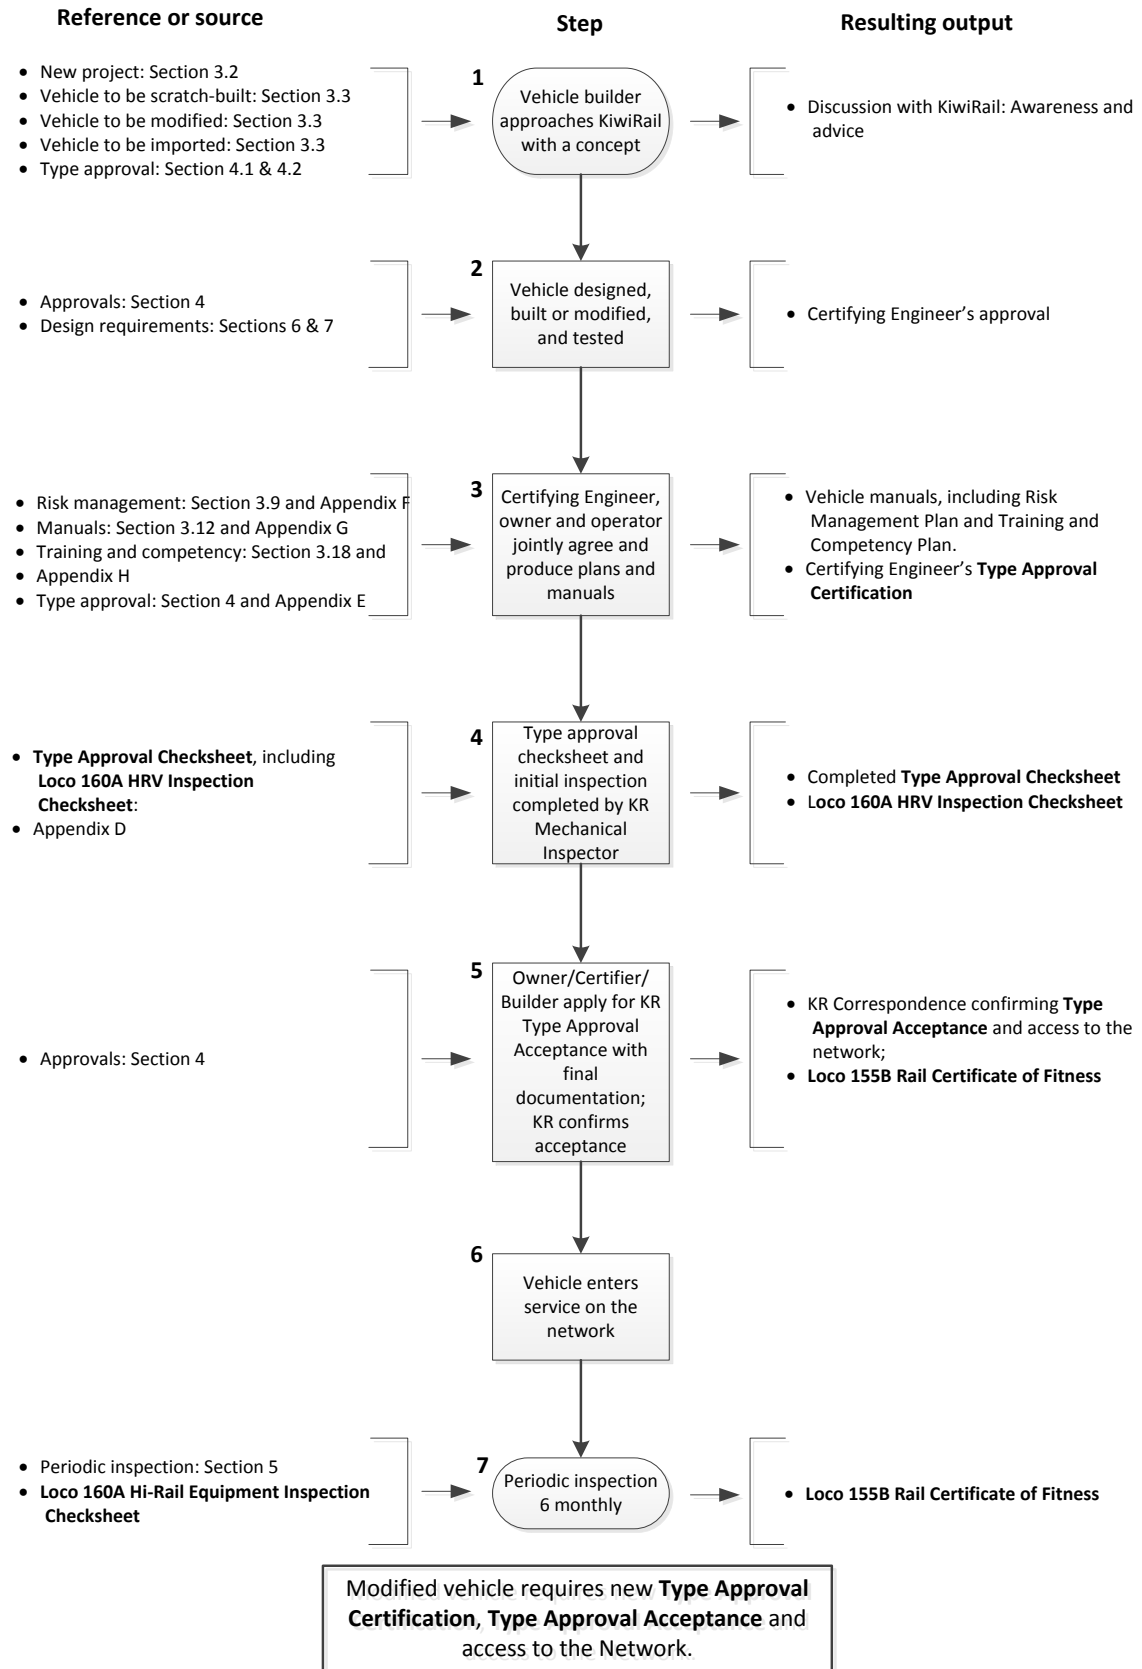 Reference or source
Step
Resulting output
• New project: Section 3.2
• Vehicle to be scratch-built: Section 3.3
• Vehicle to be modified: Section 3.3
• Vehicle to be imported: Section 3.3
• Type approval: Section 4.1 & 4.2
1
Vehicle builder
approaches KiwiRail
with a concept
• Discussion with KiwiRail: Awareness and
advice
• Approvals: Section 4
• Design requirements: Sections 6 & 7
2
Vehicle designed,
built or modified,
and tested
• Certifying Engineer’s approval
• Risk management: Section 3.9 and Appendix F
• Manuals: Section 3.12 and Appendix G
• Training and competency: Section 3.18 and
• Appendix H
• Type approval: Section 4 and Appendix E
3
Certifying Engineer,
owner and operator
jointly agree and
produce plans and
manuals
• Vehicle manuals, including Risk
Management Plan and Training and
Competency Plan.
• Certifying Engineer’s Type Approval
Certification
• Type Approval Checksheet, including
Loco 160A HRV Inspection
Checksheet:
• Appendix D
4
Type approval
checksheet and
initial inspection
completed by KR
Mechanical
Inspector
• Completed Type Approval Checksheet
• Loco 160A HRV Inspection Checksheet
• Approvals: Section 4
5
Owner/Certifier/
Builder apply for KR
Type Approval
Acceptance with
final
documentation;
KR confirms
acceptance
• KR Correspondence confirming Type
Approval Acceptance and access to the
network;
• Loco 155B Rail Certificate of Fitness
6
Vehicle enters
service on the
network
• Periodic inspection: Section 5
• Loco 160A Hi-Rail Equipment Inspection
Checksheet
7
Periodic inspection
6 monthly
• Loco 155B Rail Certificate of Fitness
Modified vehicle requires new Type Approval
Certification, Type Approval Acceptance and
access to the Network.